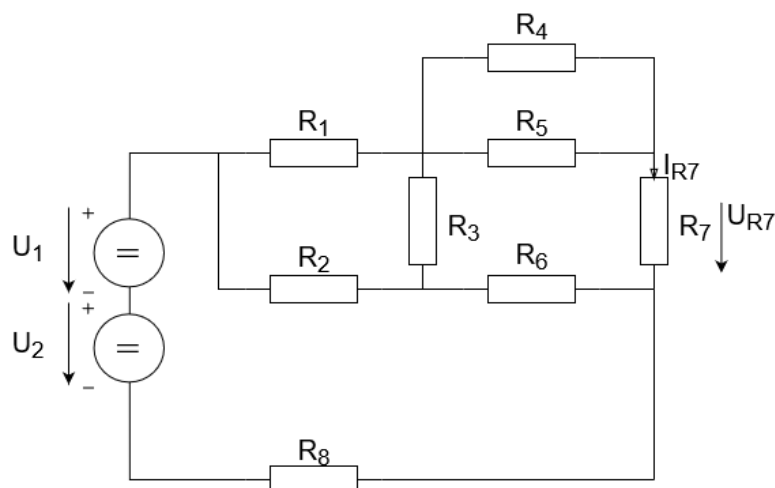 R4
R1
R5
IR7
+
U1
R3
R7
UR7
R2
R6
=
−
+
U2
=
−
R8